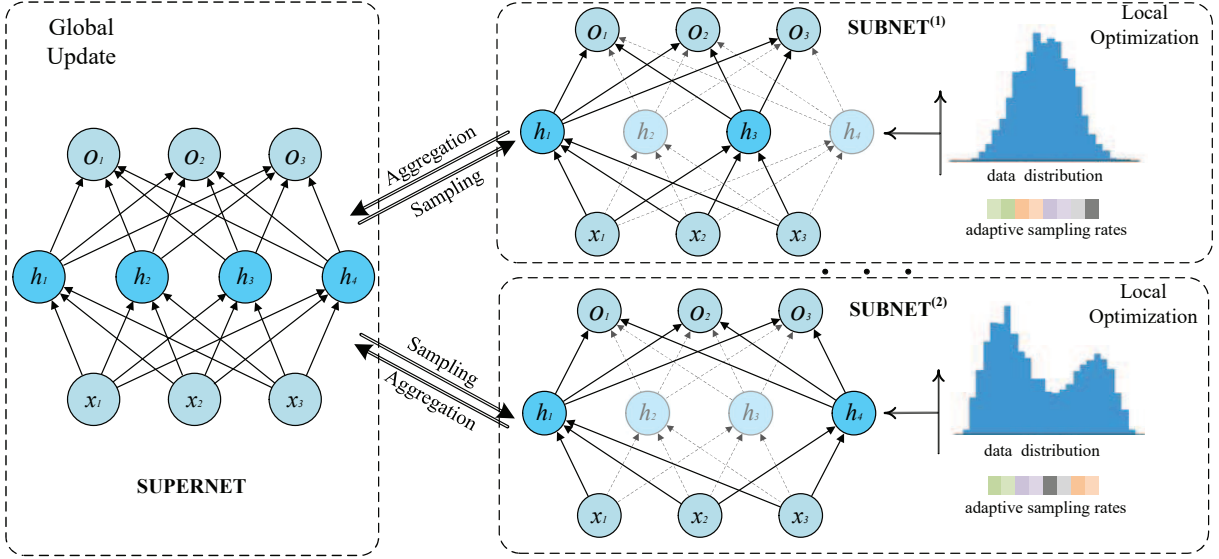 Global
Update
O₁ O₂ O₃
h₁ h₂ h₃ h₄
x₁ x₂ x₃
SUPERNET
Aggregation
Sampling
Sampling
Aggregation
O₁ O₂ O₃
SUBNET⁽¹⁾
Local
Optimization
h₁ h₂ h₃ h₄
x₁ x₂ x₃
data distribution
adaptive sampling rates
• • •
O₁ O₂ O₃
SUBNET⁽²⁾
Local
Optimization
h₁ h₂ h₃ h₄
x₁ x₂ x₃
data distribution
adaptive sampling rates